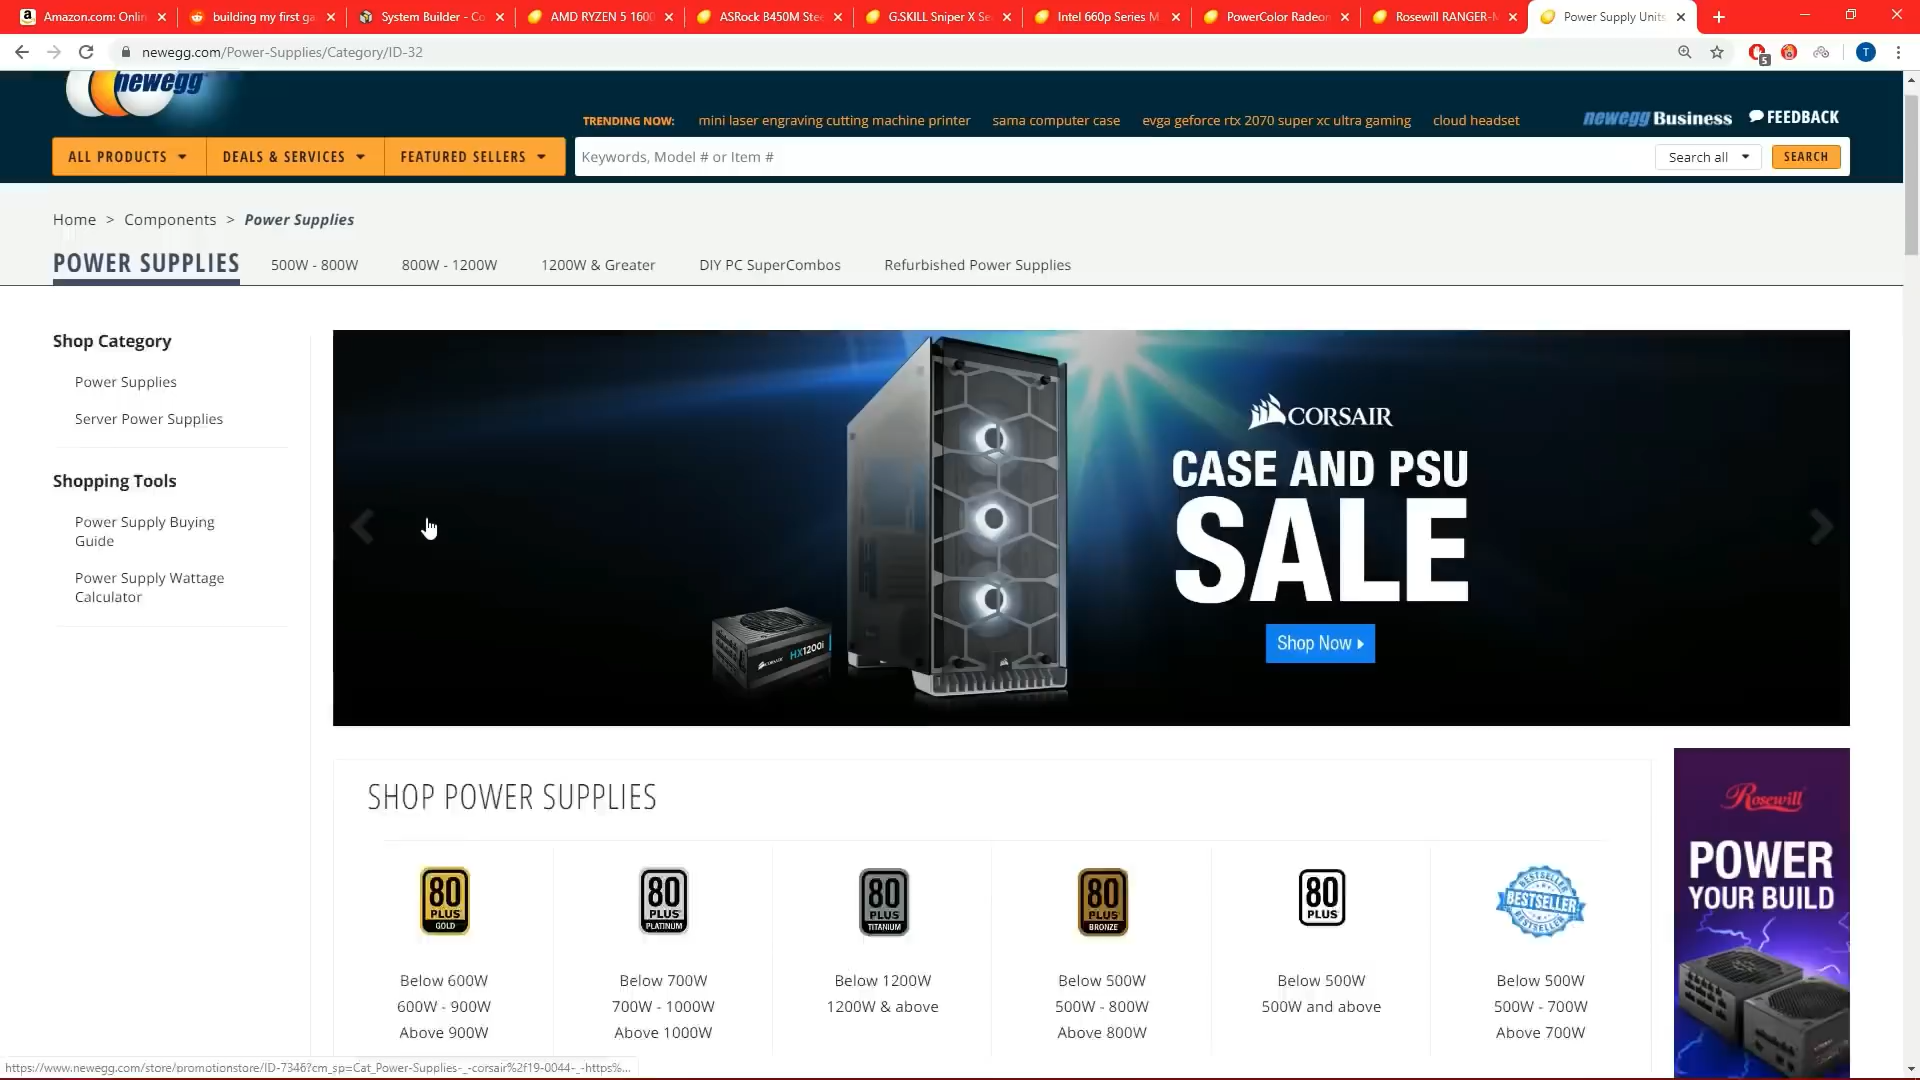 Amazon.com: Onlin
building my first ga
System Builder - Co
AMD RYZEN 5 1600
ASRock B450M Stee
G.SKILL Sniper X Se
Intel 660p Series M.
PowerColor Radeon
Rosewill RANGER-M
Power Supply Units,
newegg.com/Power-Supplies/Category/ID-32
5
T
newegg
TRENDING NOW: mini laser engraving cutting machine printer sama computer case evga geforce rtx 2070 super xc ultra gaming cloud headset
newegg Business
FEEDBACK
ALL PRODUCTS
DEALS & SERVICES
FEATURED SELLERS
Keywords, Model # or Item #
Search all
SEARCH
Home > Components > Power Supplies
POWER SUPPLIES
500W - 800W
800W - 1200W
1200W & Greater
DIY PC SuperCombos
Refurbished Power Supplies
Shop Category
Power Supplies
Server Power Supplies
Shopping Tools
Power Supply Buying
Guide
Power Supply Wattage
Calculator
CORSAIR
CASE AND PSU
SALE
Shop Now
CORSAIR HX1200i
SHOP POWER SUPPLIES
80
PLUS
GOLD
Below 600W
600W - 900W
Above 900W
80
PLUS
PLATINUM
Below 700W
700W - 1000W
Above 1000W
80
PLUS
TITANIUM
Below 1200W
1200W & above
80
PLUS
BRONZE
Below 500W
500W - 800W
Above 800W
80
PLUS
Below 500W
500W and above
BESTSELLER
BESTSELLER
BESTSELLER
Below 500W
500W - 700W
Above 700W
Rosewill
POWER
YOUR BUILD
https://www.newegg.com/store/promotionstore/ID-7346?cm_sp=Cat_Power-Supplies-_-corsair%2f19-0044-_-https%...